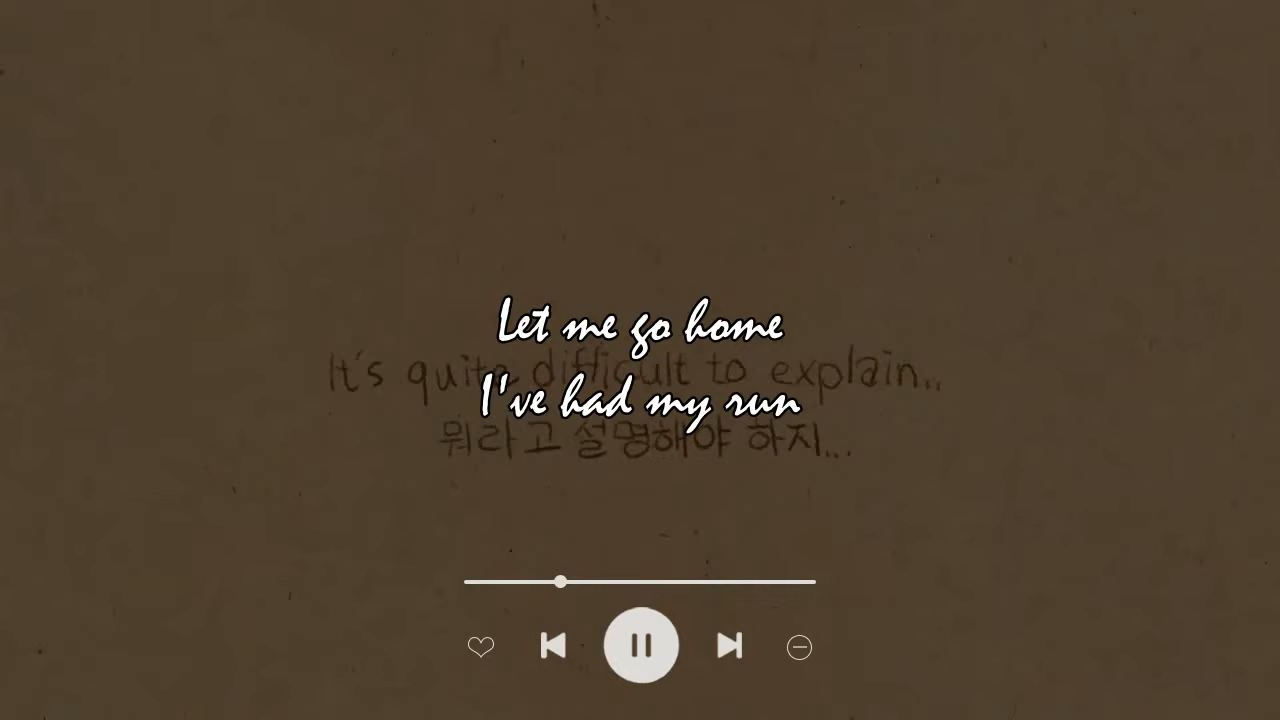 Let me go home
It's quite difficult to explain..
I've had my run
뭐라고 설명해야 하지...